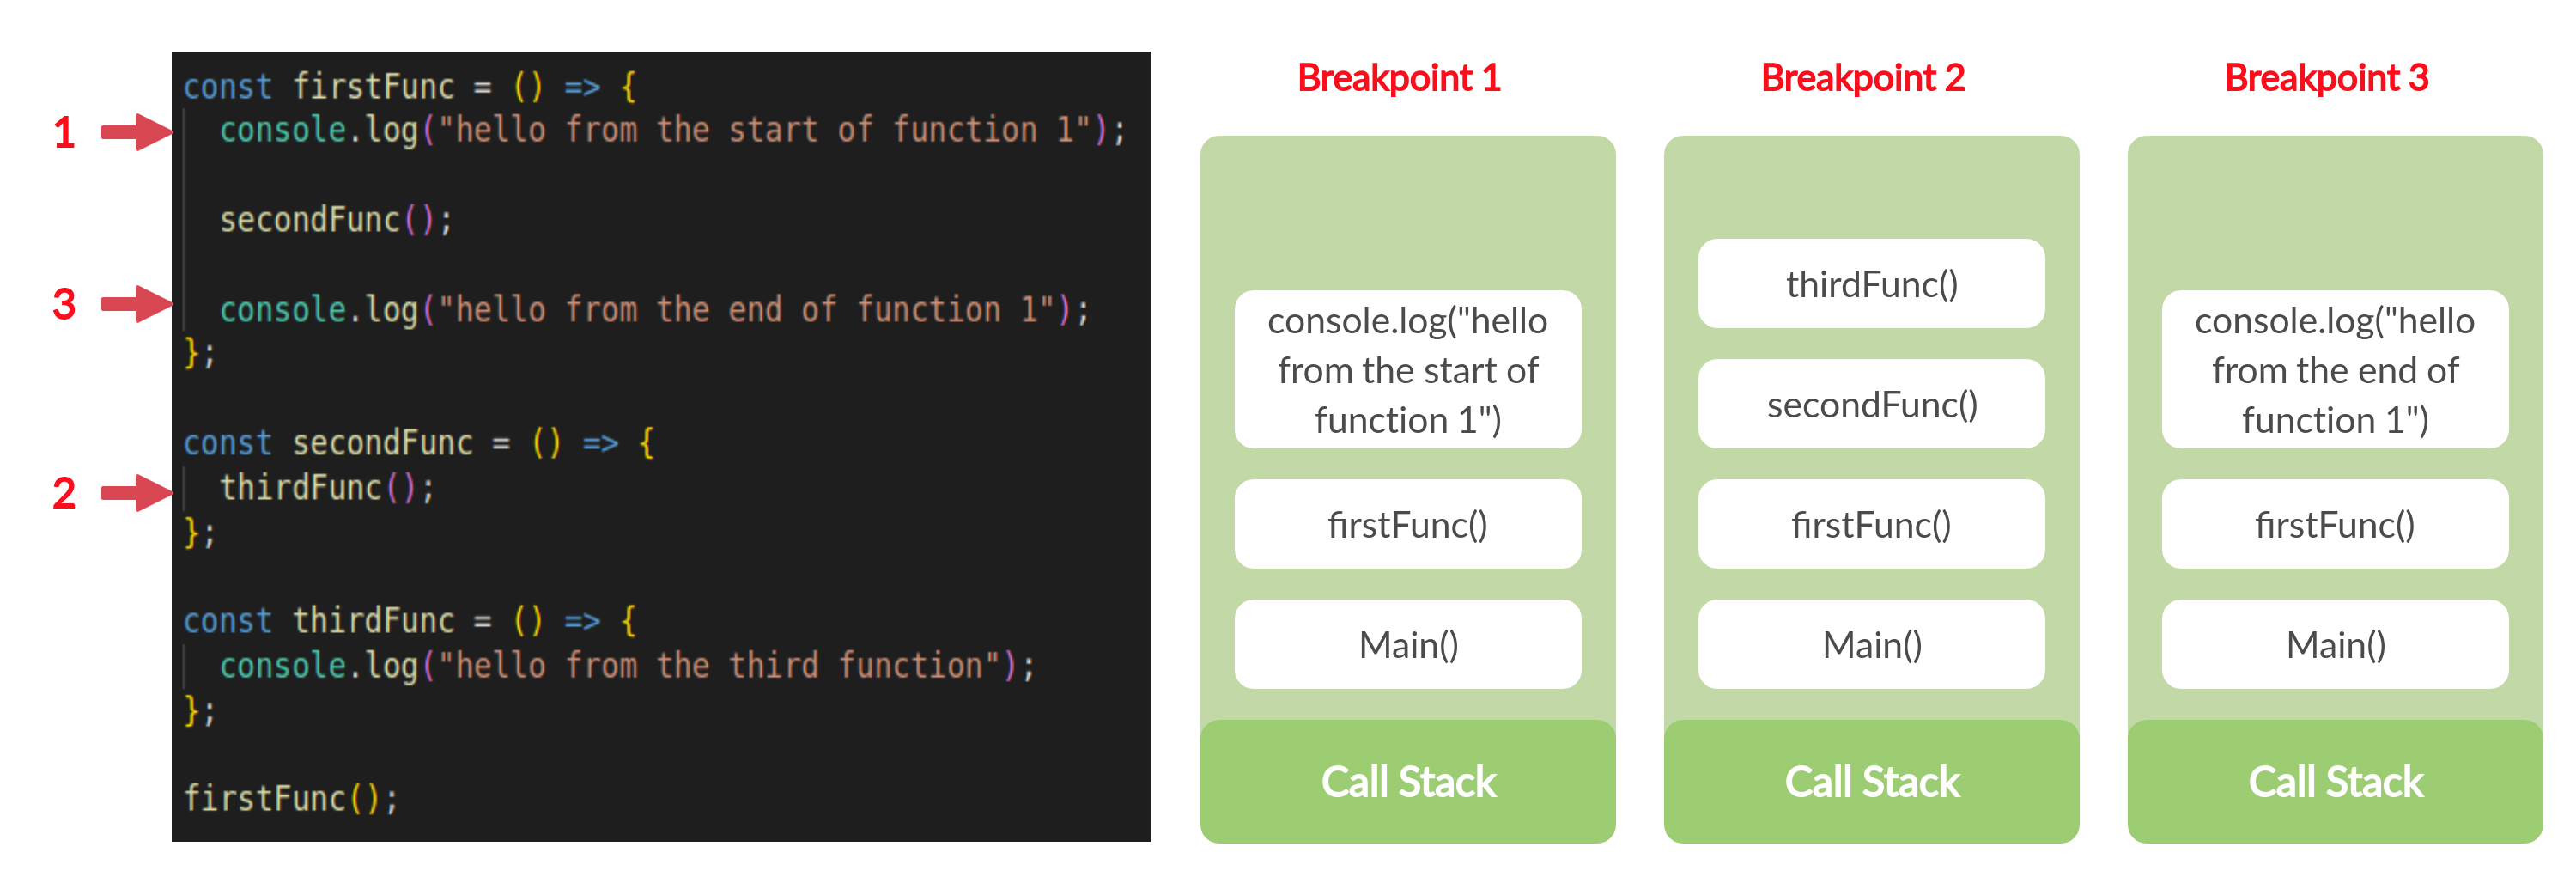 const firstFunc = () => {
1
console.log("hello from the start of function 1");
secondFunc();
3
console.log("hello from the end of function 1");
};
const secondFunc = () => {
2
thirdFunc();
};
const thirdFunc = () => {
console.log("hello from the third function");
};
firstFunc();
Breakpoint 1
console.log("hello
from the start of
function 1")
firstFunc()
Main()
Call Stack
Breakpoint 2
thirdFunc()
secondFunc()
firstFunc()
Main()
Call Stack
Breakpoint 3
console.log("hello
from the end of
function 1")
firstFunc()
Main()
Call Stack